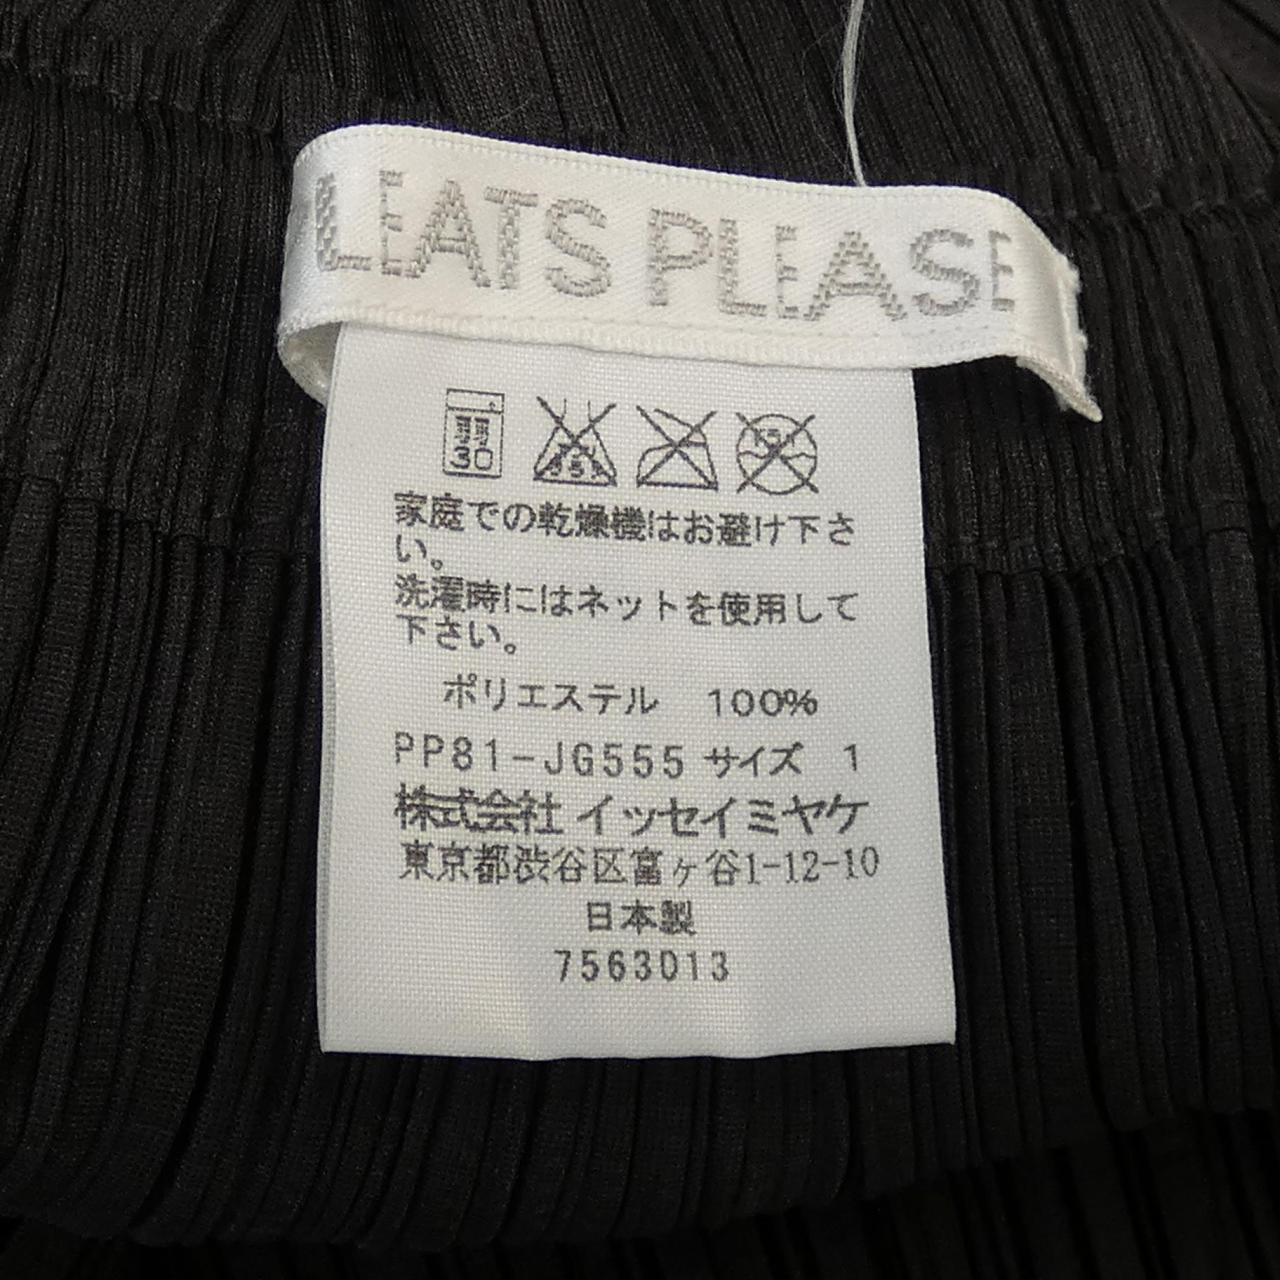 PLEATS PLEASE
30
家庭での乾燥機はお避け下さ
い。
洗濯時にはネットを使用して
下さい。
ポリエステル 100%
PP81-JG555 サイズ 1
株式会社 イッセイミヤケ
東京都渋谷区富ヶ谷1-12-10
日本製
7563013